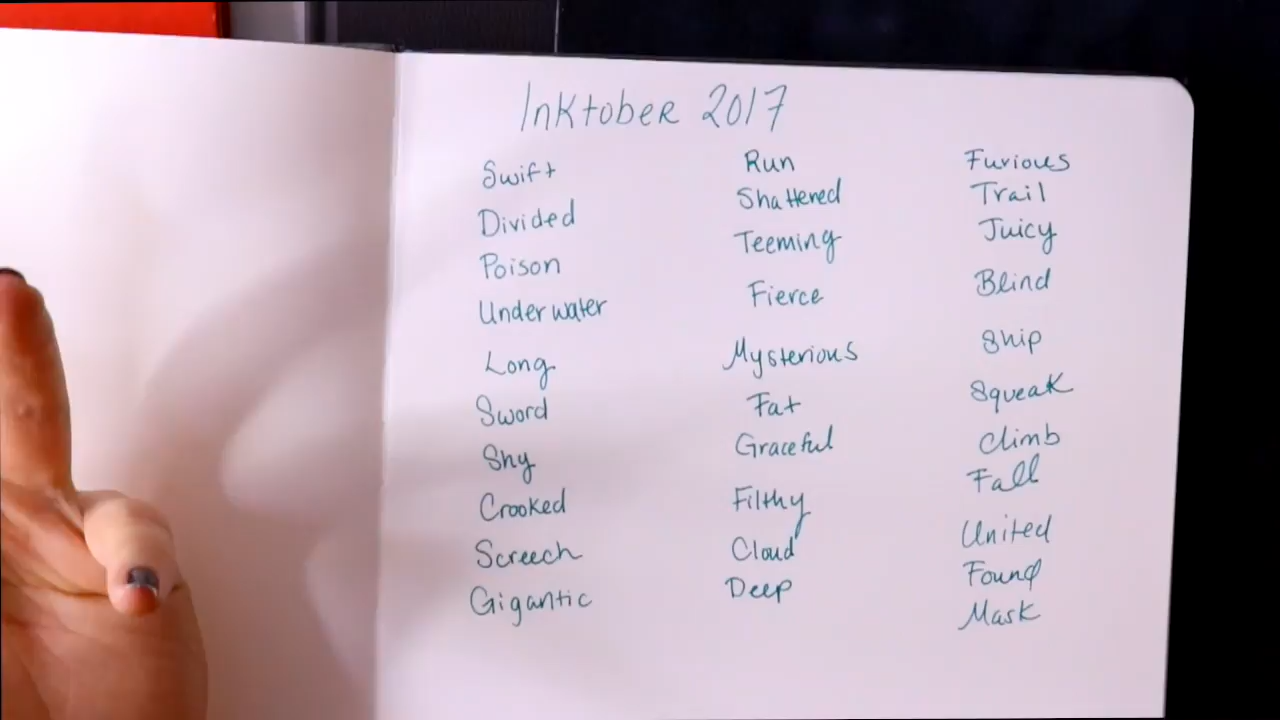 Inktober 2017
Swift
Divided
Poison
Underwater
Long
Sword
Shy
Crooked
Screech
Gigantic
Run
Shattered
Teeming
Fierce
Mysterious
Fat
Graceful
Filthy
Cloud
Deep
Furious
Trail
Juicy
Blind
Ship
Squeak
Climb
Fall
United
Found
Mask